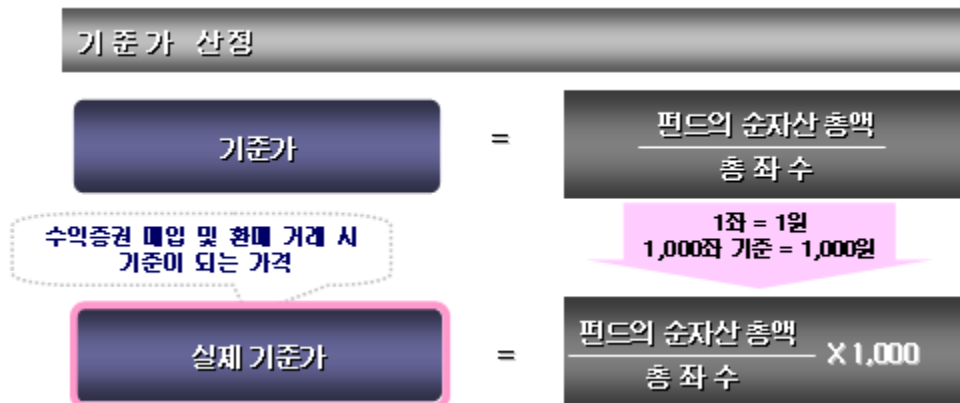 기준가 산정
기준가
=
펀드의 순자산 총액
총 좌 수
수익증권 매입 및 환매 거래 시
기준이 되는 가격
1좌 = 1원
1,000좌 기준 = 1,000원
실제 기준가
=
펀드의 순자산 총액
총 좌 수
X 1,000